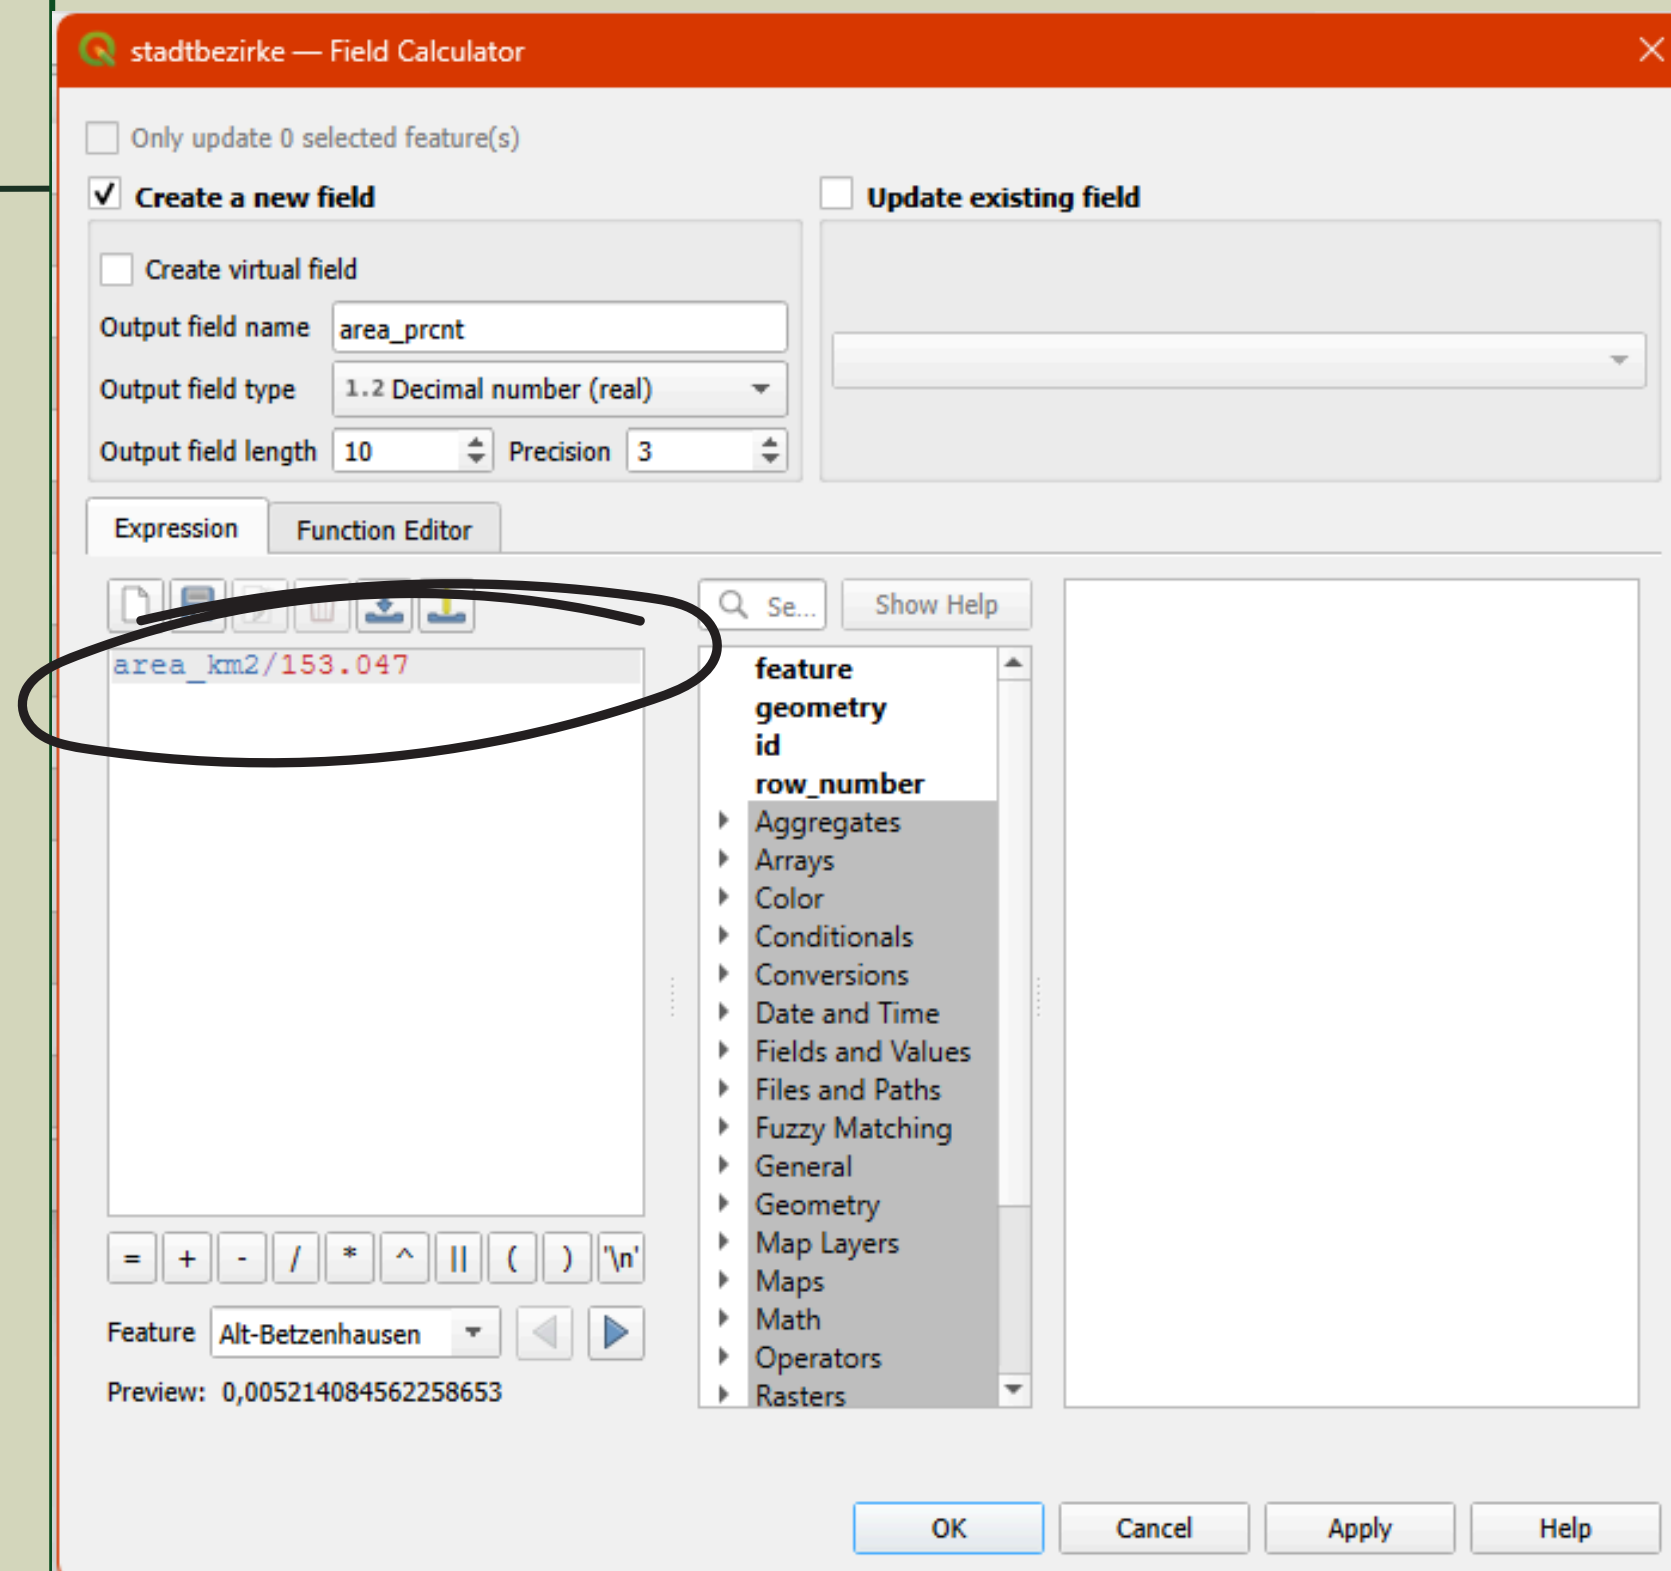 stadtbezirke — Field Calculator
Only update 0 selected feature(s)
Create a new field
Update existing field
Create virtual field
Output field name area_prcnt
Output field type 1.2 Decimal number (real)
Output field length 10 Precision 3
Expression Function Editor
Se... Show Help
area_km2/153.047
feature
geometry
id
row_number
Aggregates
Arrays
Color
Conditionals
Conversions
Date and Time
Fields and Values
Files and Paths
Fuzzy Matching
General
Geometry
Map Layers
Maps
Math
Operators
Rasters
= + - / * ^ || ( ) '\n'
Feature Alt-Betzenhausen
Preview: 0,005214084562258653
OK Cancel Apply Help